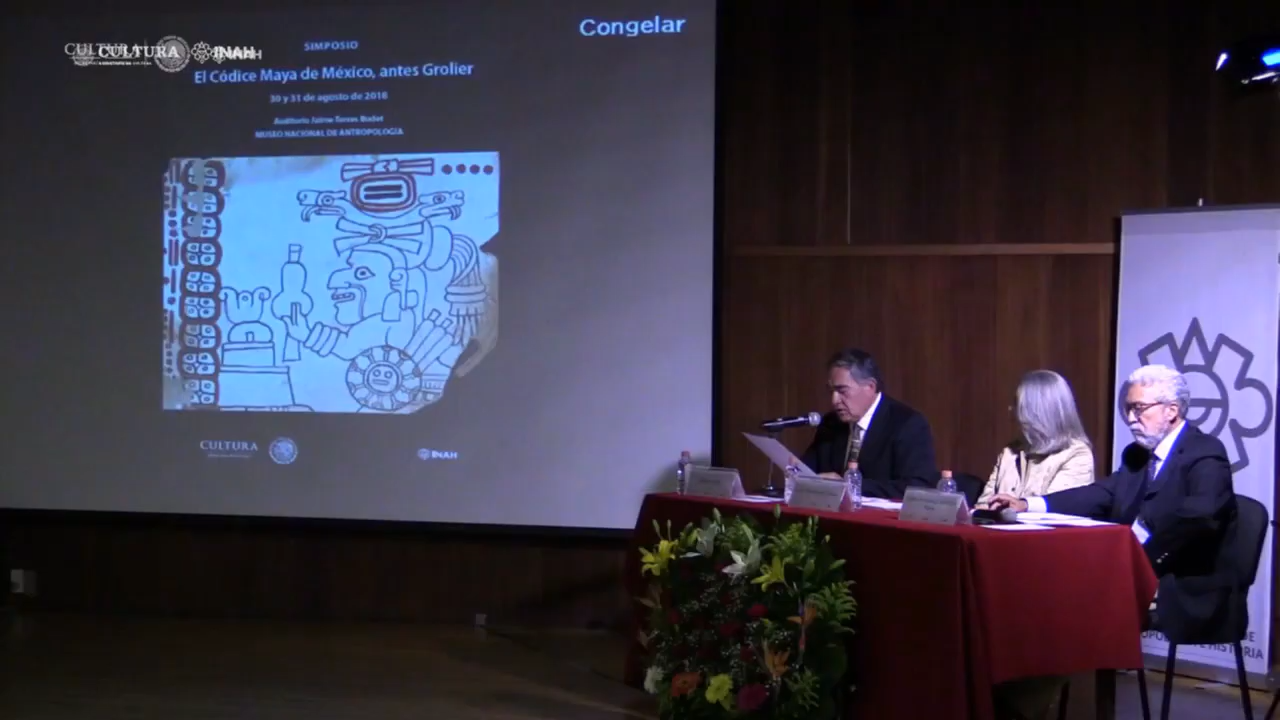 Congelar
CULTURA INAH
SIMPOSIO
El Códice Maya de México, antes Grolier
30 y 31 de agosto de 2018
Auditorio Jaime Torres Bodet
MUSEO NACIONAL DE ANTROPOLOGÍA
CULTURA
INAH
HISTORIA